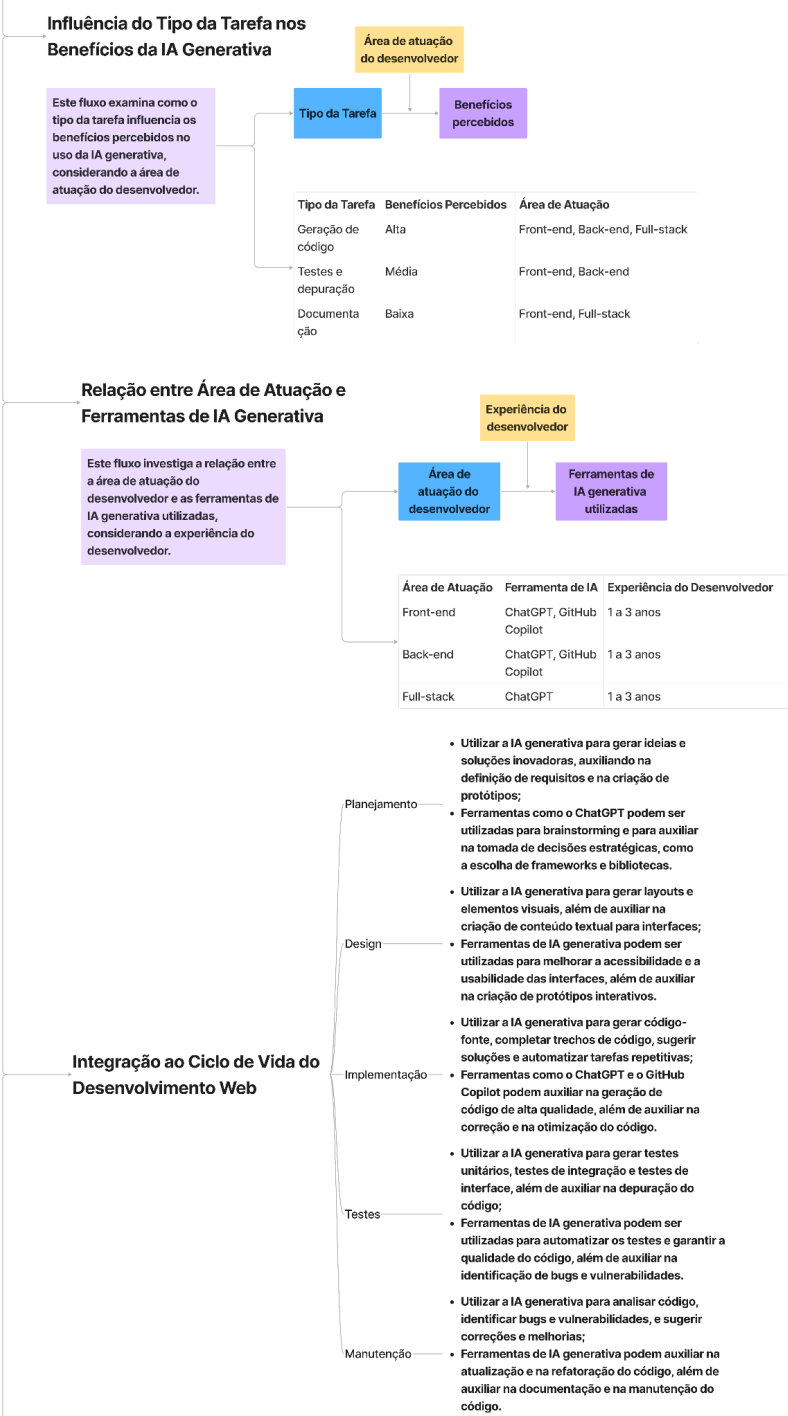 Influência do Tipo da Tarefa nos
Benefícios da IA Generativa
Área de atuação
do desenvolvedor
Este fluxo examina como o
tipo da tarefa influencia os
benefícios percebidos no
uso da IA generativa,
considerando a área de
atuação do desenvolvedor.
Tipo da Tarefa
Benefícios
percebidos
Tipo da Tarefa Benefícios Percebidos Área de Atuação
Geração de
código
Alta
Front-end, Back-end, Full-stack
Testes e
depuração
Média
Front-end, Back-end
Documenta
ção
Baixa
Front-end, Full-stack
Relação entre Área de Atuação e
Ferramentas de IA Generativa
Experiência do
desenvolvedor
Este fluxo investiga a relação entre
a área de atuação do
desenvolvedor e as ferramentas de
IA generativa utilizadas,
considerando a experiência do
desenvolvedor.
Área de
atuação do
desenvolvedor
Ferramentas de
IA generativa
utilizadas
Área de Atuação Ferramenta de IA Experiência do Desenvolvedor
Front-end
ChatGPT, GitHub
Copilot
1 a 3 anos
Back-end
ChatGPT, GitHub
Copilot
1 a 3 anos
Full-stack ChatGPT 1 a 3 anos
Integração ao Ciclo de Vida do
Desenvolvimento Web
Planejamento
• Utilizar a IA generativa para gerar ideias e
soluções inovadoras, auxiliando na
definição de requisitos e na criação de
protótipos;
• Ferramentas como o ChatGPT podem ser
utilizadas para brainstorming e para auxiliar
na tomada de decisões estratégicas, como
a escolha de frameworks e bibliotecas.
Design
• Utilizar a IA generativa para gerar layouts e
elementos visuais, além de auxiliar na
criação de conteúdo textual para interfaces;
• Ferramentas de IA generativa podem ser
utilizadas para melhorar a acessibilidade e a
usabilidade das interfaces, além de auxiliar
na criação de protótipos interativos.
Implementação
• Utilizar a IA generativa para gerar código-
fonte, completar trechos de código, sugerir
soluções e automatizar tarefas repetitivas;
• Ferramentas como o ChatGPT e o GitHub
Copilot podem auxiliar na geração de
código de alta qualidade, além de auxiliar na
correção e na otimização do código.
Testes
• Utilizar a IA generativa para gerar testes
unitários, testes de integração e testes de
interface, além de auxiliar na depuração do
código;
• Ferramentas de IA generativa podem ser
utilizadas para automatizar os testes e garantir a
qualidade do código, além de auxiliar na
identificação de bugs e vulnerabilidades.
Manutenção
• Utilizar a IA generativa para analisar código,
identificar bugs e vulnerabilidades, e sugerir
correções e melhorias;
• Ferramentas de IA generativa podem auxiliar na
atualização e na refatoração do código, além de
auxiliar na documentação e na manutenção do
código.